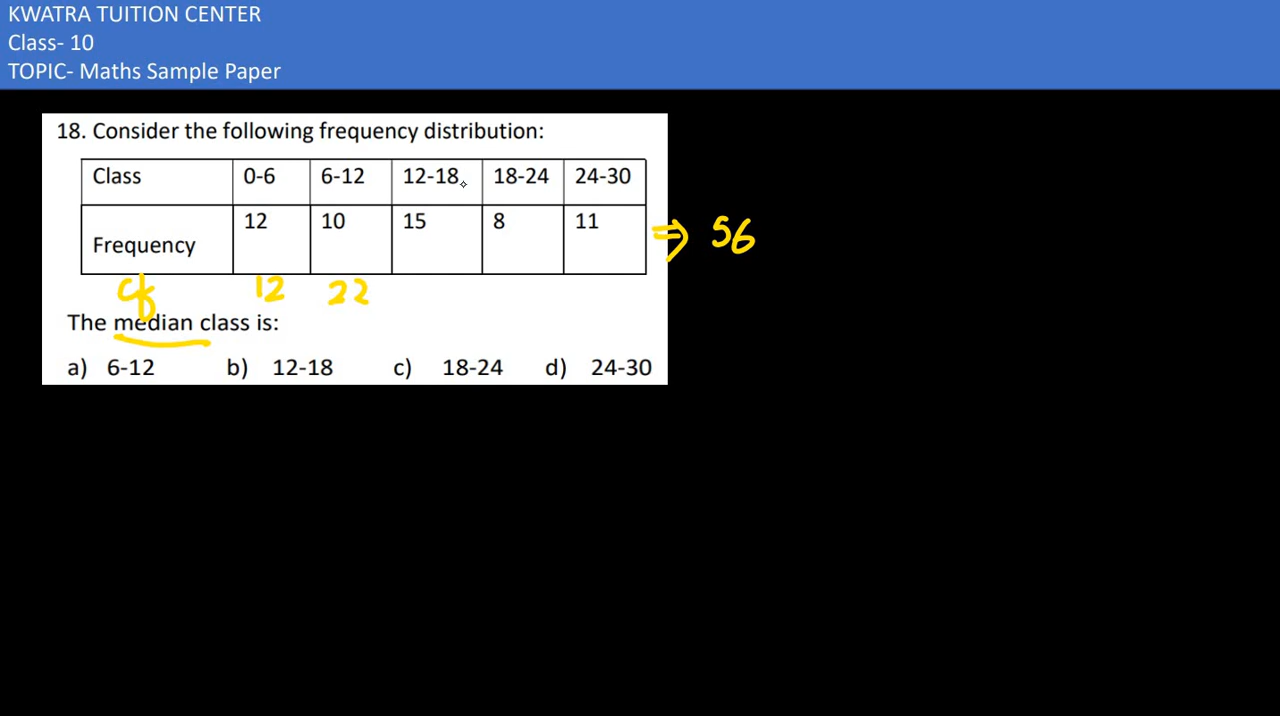 KWATRA TUITION CENTER
Class- 10
TOPIC- Maths Sample Paper
18. Consider the following frequency distribution:
Class 0-6 6-12 12-18 18-24 24-30
Frequency 12 10 15 8 11 ⇒ 56
cf 12 22
The median class is:
a) 6-12 b) 12-18 c) 18-24 d) 24-30